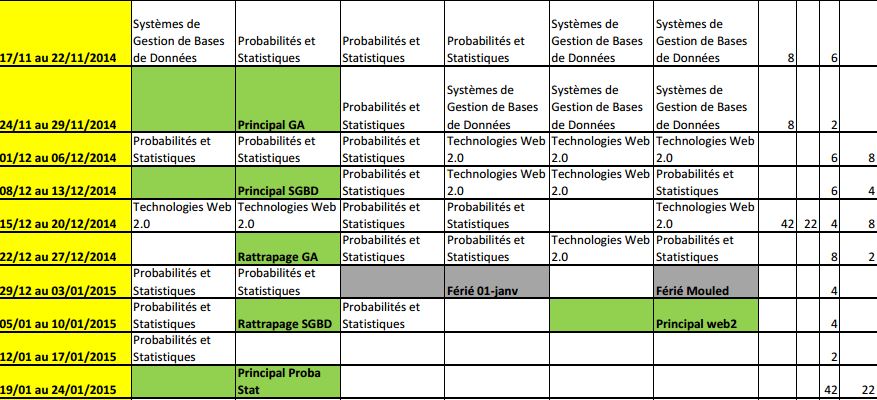 Systèmes de
Gestion de Bases
de Données
Probabilités et
Statistiques
Probabilités et
Statistiques
Probabilités et
Statistiques
Systèmes de
Gestion de Bases
de Données
Systèmes de
Gestion de Bases
de Données
17/11 au 22/11/2014
8
6
24/11 au 29/11/2014
Principal GA
Probabilités et
Statistiques
Systèmes de
Gestion de Bases
de Données
Systèmes de
Gestion de Bases
de Données
Systèmes de
Gestion de Bases
de Données
8
2
01/12 au 06/12/2014
Probabilités et
Statistiques
Probabilités et
Statistiques
Probabilités et
Statistiques
Technologies Web
2.0
Technologies Web
2.0
Technologies Web
2.0
6
8
08/12 au 13/12/2014
Principal SGBD
Probabilités et
Statistiques
Technologies Web
2.0
Technologies Web
2.0
Probabilités et
Statistiques
6
4
15/12 au 20/12/2014
Technologies Web
2.0
Technologies Web
2.0
Probabilités et
Statistiques
Probabilités et
Statistiques
Technologies Web
2.0
42
22
4
8
22/12 au 27/12/2014
Rattrapage GA
Probabilités et
Statistiques
Probabilités et
Statistiques
Technologies Web
2.0
Probabilités et
Statistiques
8
2
29/12 au 03/01/2015
Probabilités et
Statistiques
Probabilités et
Statistiques
Férié 01-janv
Férié Mouled
4
05/01 au 10/01/2015
Probabilités et
Statistiques
Rattrapage SGBD
Probabilités et
Statistiques
Principal web2
4
12/01 au 17/01/2015
Probabilités et
Statistiques
2
19/01 au 24/01/2015
Principal Proba
Stat
42
22